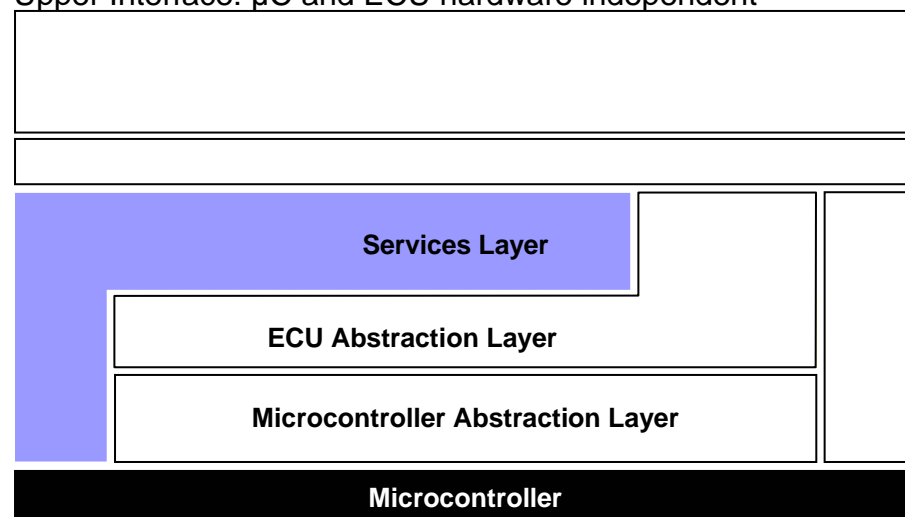 Upper Interface: µC and ECU hardware independent
Services Layer
ECU Abstraction Layer
Microcontroller Abstraction Layer
Microcontroller